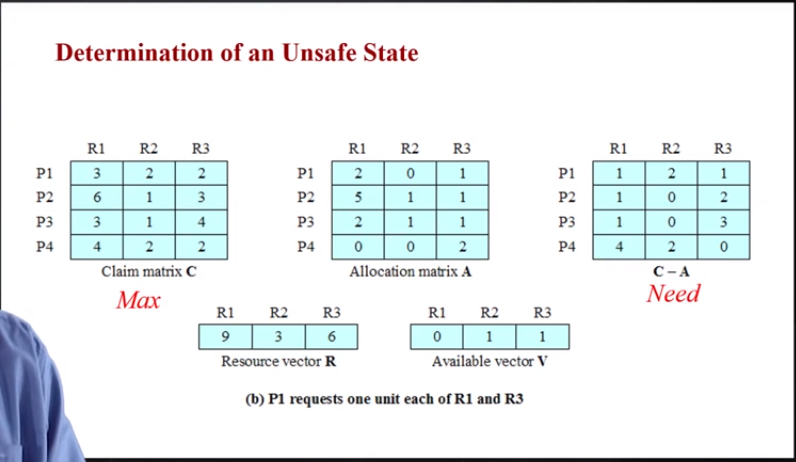 Determination of an Unsafe State
R1 R2 R3 R1 R2 R3 R1 R2 R3
P1 3 2 2 P1 2 0 1 P1 1 2 1
P2 6 1 3 P2 5 1 1 P2 1 0 2
P3 3 1 4 P3 2 1 1 P3 1 0 3
P4 4 2 2 P4 0 0 2 P4 4 2 0
Claim matrix C Allocation matrix A C – A
Max Need
R1 R2 R3 R1 R2 R3
9 3 6 0 1 1
Resource vector R Available vector V
(b) P1 requests one unit each of R1 and R3